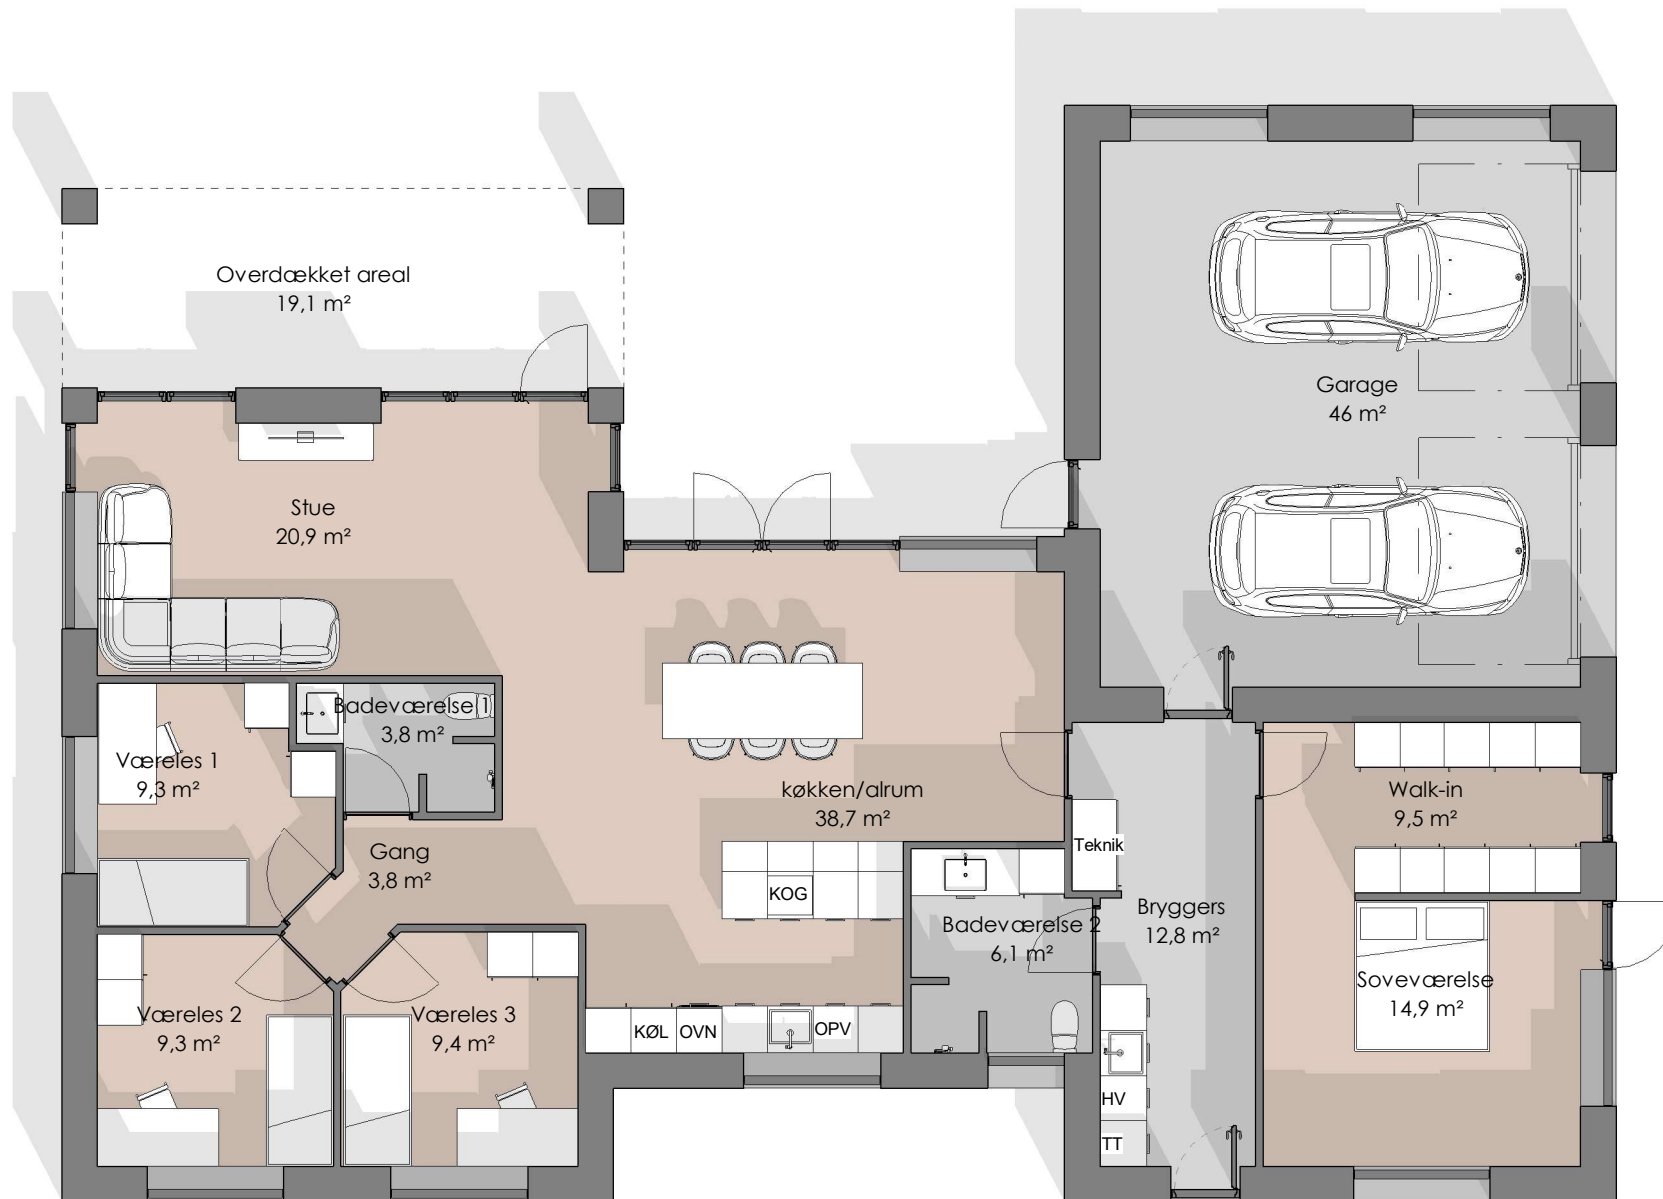 Overdækket areal
19,1 m²
Garage
46 m²
Stue
20,9 m²
Badeværelse 1
3,8 m²
Væreles 1
9,3 m²
køkken/alrum
38,7 m²
Walk-in
9,5 m²
Gang
3,8 m²
Teknik
KOG
Bryggers
12,8 m²
Badeværelse 2
6,1 m²
Soveværelse
14,9 m²
Væreles 2
9,3 m²
Væreles 3
9,4 m²
KØL
OVN
OPV
HV
TT